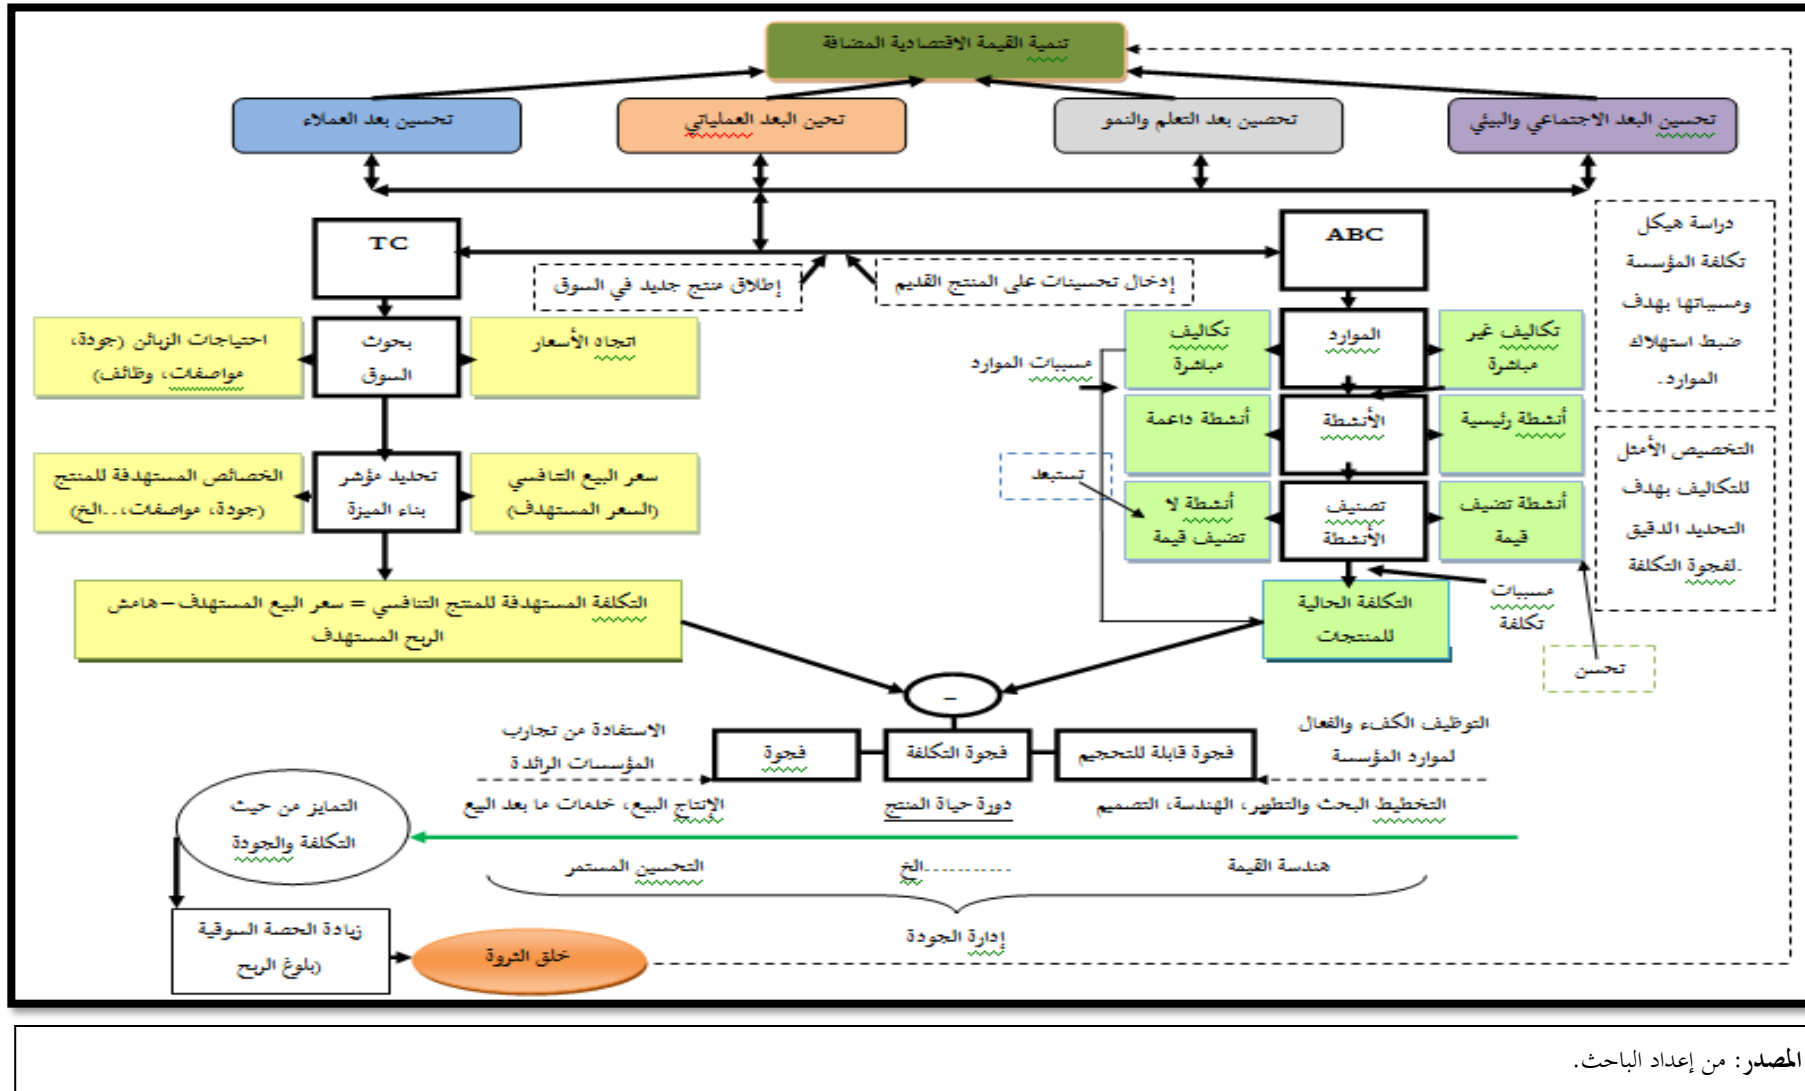 تنمية القيمة الاقتصادية المضافة
تحسين البعد الاجتماعي والبيئي
تحصين بعد التعلم والنمو
تحين البعد العملياتي
تحسين بعد العملاء
ABC
TC
إدخال تحسينات على المنتج القديم
إطلاق منتج جديد في السوق
دراسة هيكل
تكلفة المؤسسة
ومسبباتها بهدف
ضبط استهلاك
الموارد.
تكاليف غير
مباشرة
الموارد
تكاليف
مباشرة
مسببات الموارد
اتجاه الأسعار
بحوث
السوق
احتياجات الزبائن (جودة،
مواصفات، وظائف)
أنشطة رئيسية
الأنشطة
أنشطة داعمة
التخصيص الأمثل
للتكاليف بهدف
التحديد الدقيق
لفجوة التكلفة.
أنشطة تضيف
قيمة
تصنيف
الأنشطة
أنشطة لا
تضيف قيمة
تستبعد
سعر البيع التنافسي
(السعر المستهدف)
تحديد مؤشر
بناء الميزة
الخصائص المستهدفة للمنتج
(جودة، مواصفات،..الخ)
مسببات
تكلفة
تحسن
التكلفة الحالية
للمنتجات
التكلفة المستهدفة للمنتج التنافسي = سعر البيع المستهدف–هامش
الربح المستهدف
–
التوظيف الكفء والفعال
لموارد المؤسسة
فجوة قابلة للتحجيم
فجوة التكلفة
فجوة
الاستفادة من تجارب
المؤسسات الرائدة
التخطيط البحث والتطوير، الهندسة، التصميم
دورة حياة المنتج
الإنتاج البيع، خدمات ما بعد البيع
التمايز من حيث
التكلفة والجودة
هندسة القيمة
-----------..الخ
التحسين المستمر
إدارة الجودة
زيادة الحصة السوقية
(بلوغ الربح
خلق الثروة
المصدر: من إعداد الباحث.